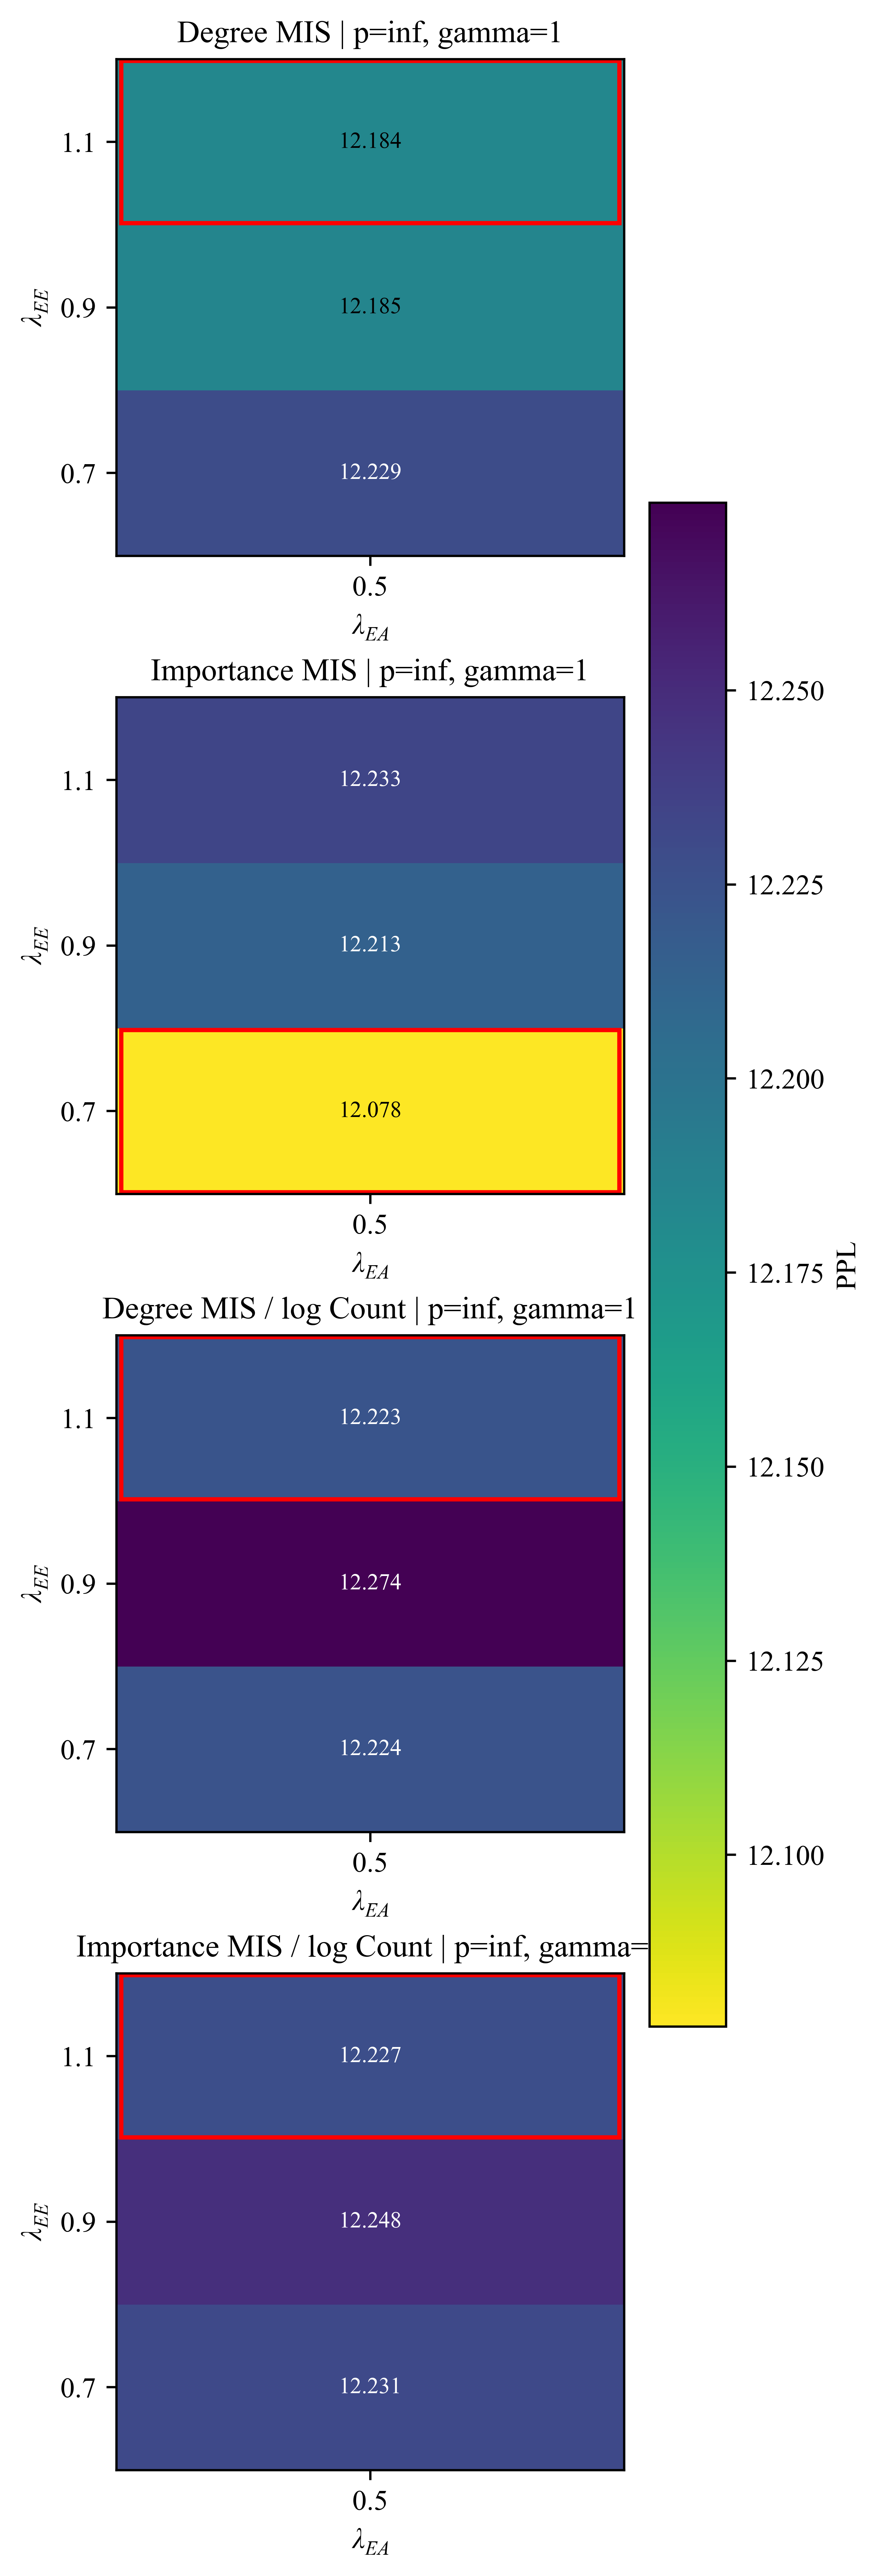 Degree MIS | p=inf, gamma=1
1.1
12.184
0.9
12.185
0.7
12.229
λEE
0.5
λEA
Importance MIS | p=inf, gamma=1
1.1
12.233
0.9
12.213
0.7
12.078
λEE
0.5
λEA
Degree MIS / log Count | p=inf, gamma=1
1.1
12.223
0.9
12.274
0.7
12.224
λEE
0.5
λEA
Importance MIS / log Count | p=inf, gamma=
1.1
12.227
0.9
12.248
0.7
12.231
λEE
0.5
λEA
12.250
12.225
12.200
12.175
12.150
12.125
12.100
PPL